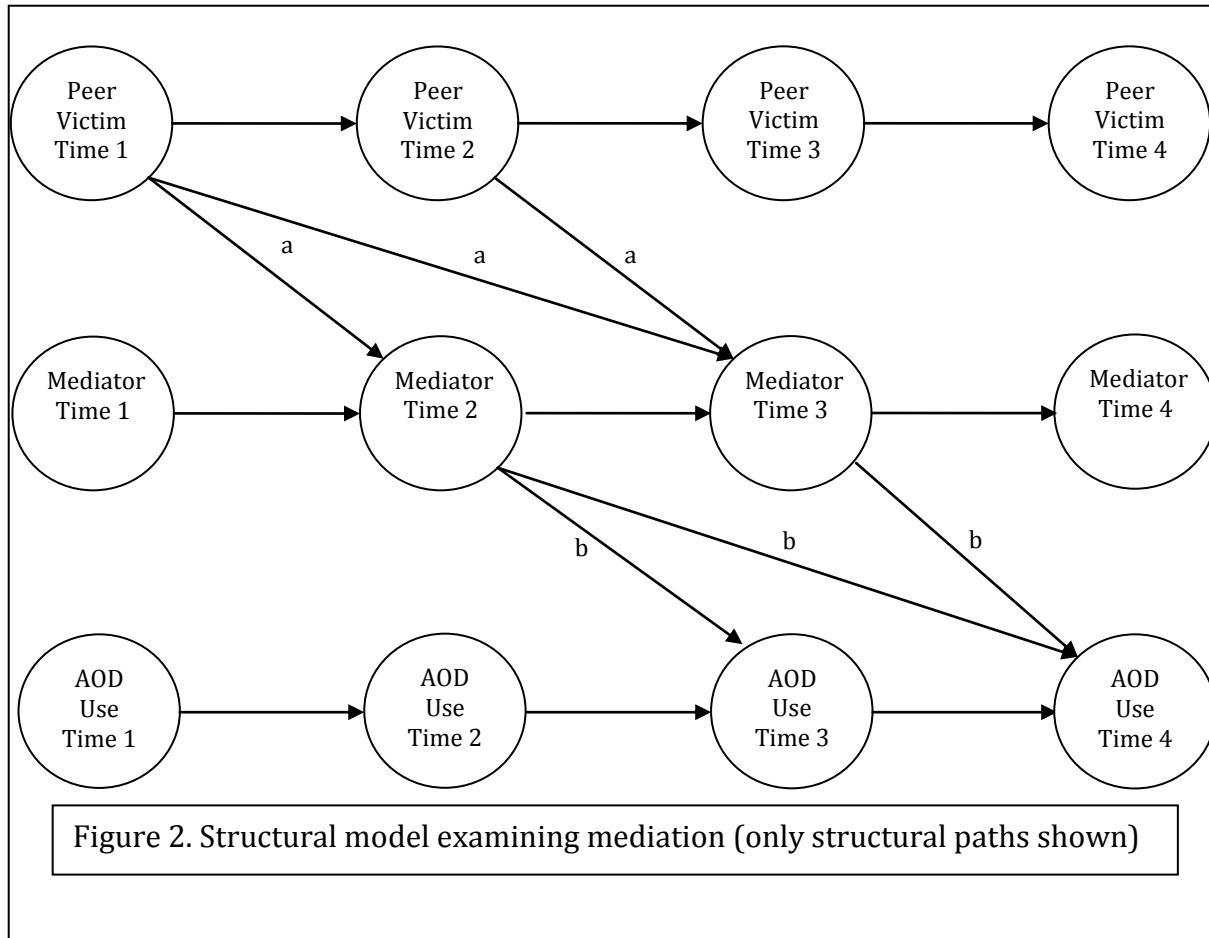 Peer
Victim
Time 1
Peer
Victim
Time 2
Peer
Victim
Time 3
Peer
Victim
Time 4
a
a
a
Mediator
Time 1
Mediator
Time 2
Mediator
Time 3
Mediator
Time 4
b
b
b
AOD
Use
Time 1
AOD
Use
Time 2
AOD
Use
Time 3
AOD
Use
Time 4
Figure 2. Structural model examining mediation (only structural paths shown)